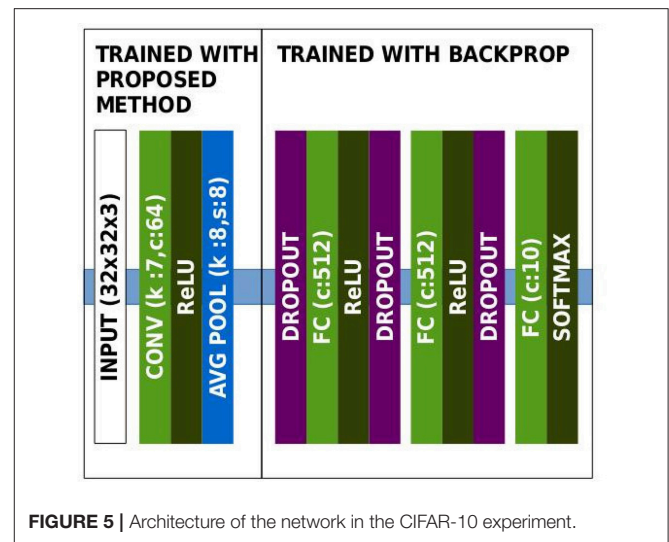 TRAINED WITH
PROPOSED
METHOD
TRAINED WITH BACKPROP
INPUT (32x32x3)
CONV (k :7,c:64)
ReLU
AVG POOL (k :8,s:8)
DROPOUT
FC (c:512)
ReLU
DROPOUT
FC (c:512)
ReLU
DROPOUT
FC (c:10)
SOFTMAX
FIGURE 5 | Architecture of the network in the CIFAR-10 experiment.